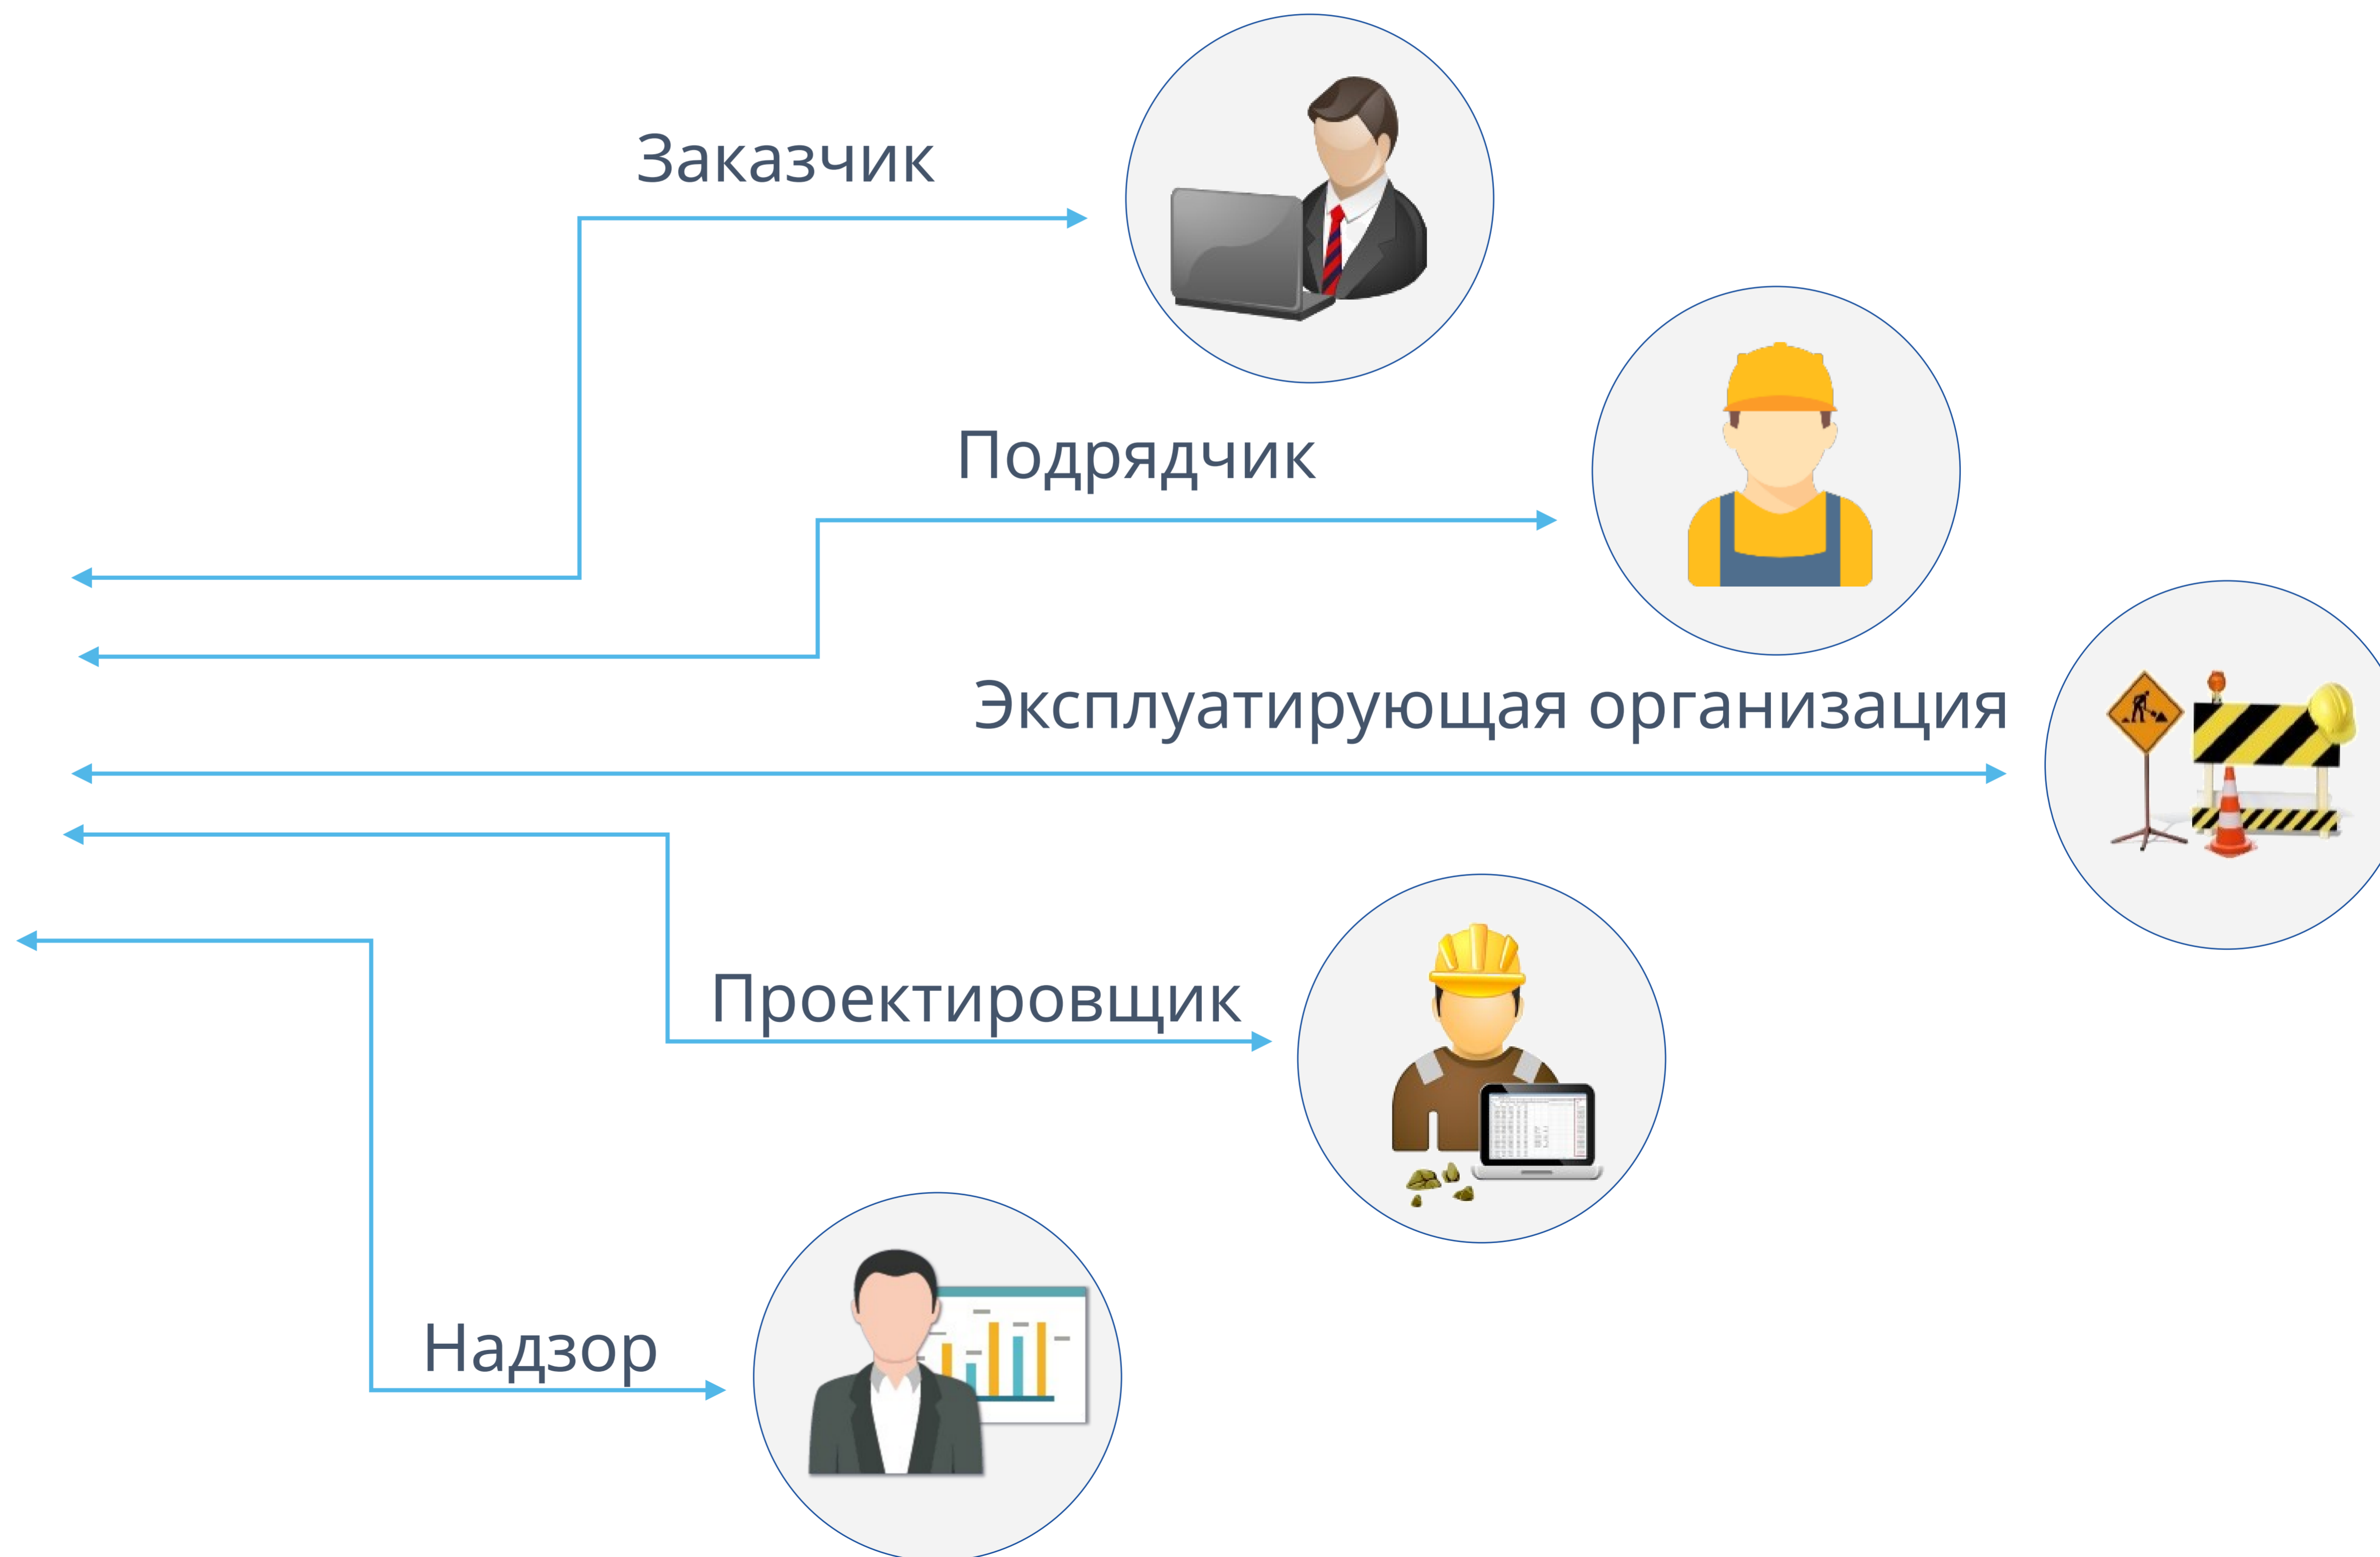 Заказчик
Подрядчик
Эксплуатирующая организация
Проектировщик
Надзор